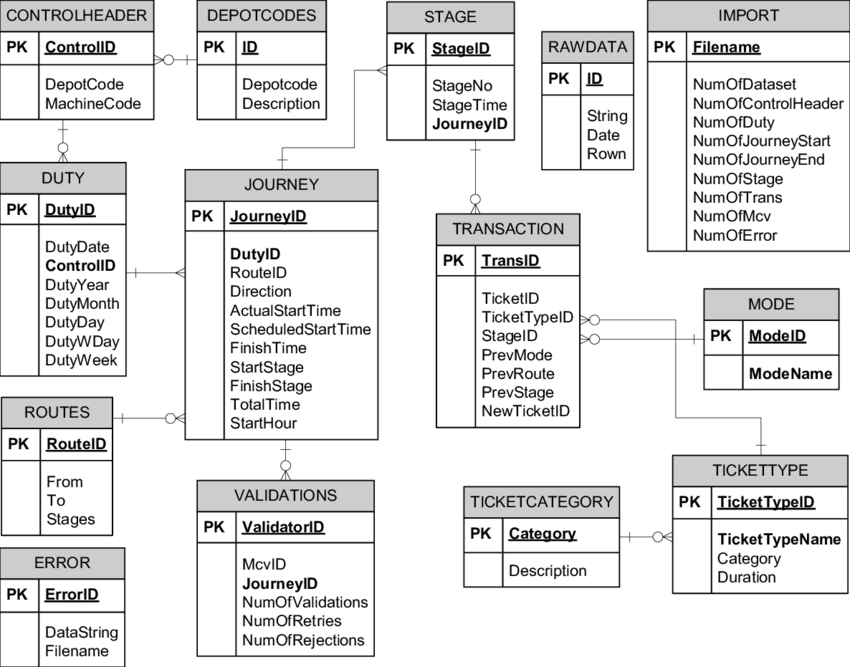 CONTROLHEADER
PK ControlID
DepotCode
MachineCode
DEPOTCODES
PK ID
Depotcode
Description
STAGE
PK StageID
StageNo
StageTime
JourneyID
RAWDATA
PK ID
String
Date
Rown
IMPORT
PK Filename
NumOfDataset
NumOfControlHeader
NumOfDuty
NumOfJourneyStart
NumOfJourneyEnd
NumOfStage
NumOfTrans
NumOfMcv
NumOfError
DUTY
PK DutyID
DutyDate
ControlID
DutyYear
DutyMonth
DutyDay
DutyWDay
DutyWeek
JOURNEY
PK JourneyID
DutyID
RouteID
Direction
ActualStartTime
ScheduledStartTime
FinishTime
StartStage
FinishStage
TotalTime
StartHour
TRANSACTION
PK TransID
TicketID
TicketTypeID
StageID
PrevMode
PrevRoute
PrevStage
NewTicketID
MODE
PK ModeID
ModeName
ROUTES
PK RouteID
From
To
Stages
VALIDATIONS
PK ValidatorID
McvID
JourneyID
NumOfValidations
NumOfRetries
NumOfRejections
TICKETCATEGORY
PK Category
Description
TICKETTYPE
PK TicketTypeID
TicketTypeName
Category
Duration
ERROR
PK ErrorID
DataString
Filename